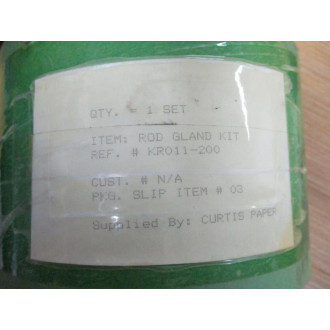 QTY. = 1 SET
ITEM: ROD GLAND KIT
REF. # KR011-200
CUST. # N/A
PKG. SLIP ITEM # 03
Supplied By: CURTIS PAPER